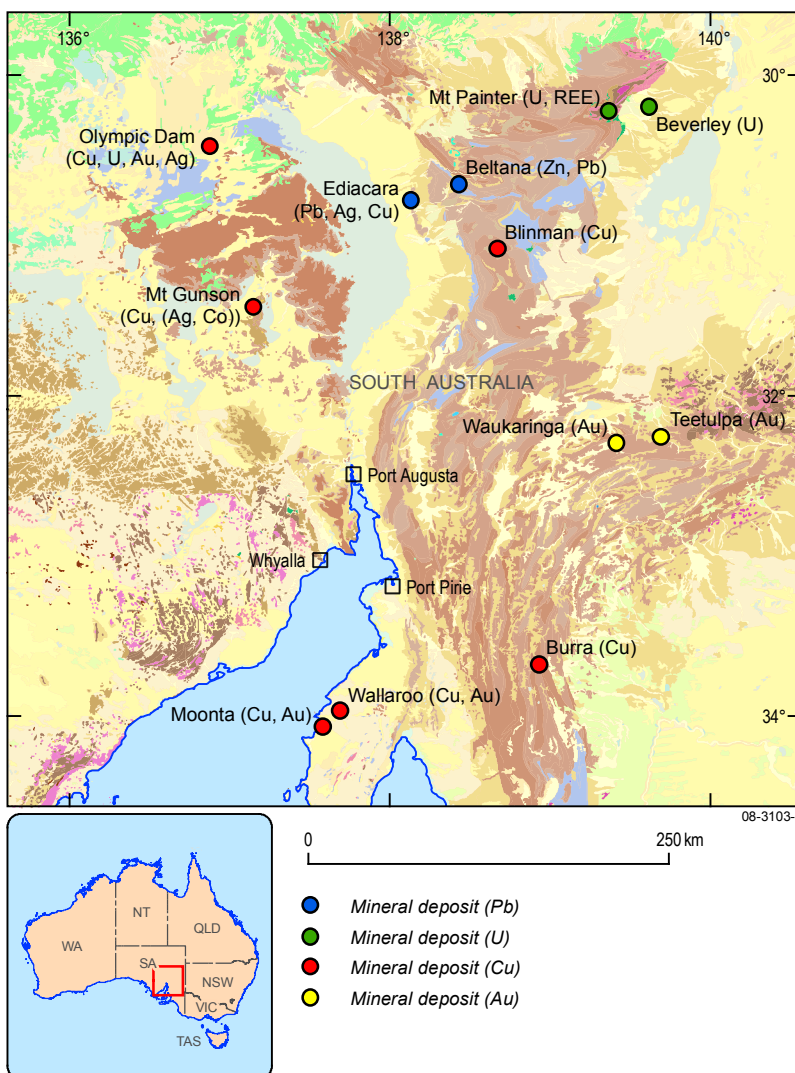 136°
138°
140°
30°
Mt Painter (U, REE)
Beverley (U)
Olympic Dam
(Cu, U, Au, Ag)
Beltana (Zn, Pb)
Ediacara
(Pb, Ag, Cu)
Blinman (Cu)
Mt Gunson
(Cu, (Ag, Co))
SOUTH AUSTRALIA
32°
Waukaringa (Au)
Teetulpa (Au)
Port Augusta
Whyalla
Port Pirie
Burra (Cu)
Wallaroo (Cu, Au)
Moonta (Cu, Au)
34°
08-3103-
0
250 km
NT
QLD
WA
SA
NSW
VIC
TAS
Mineral deposit (Pb)
Mineral deposit (U)
Mineral deposit (Cu)
Mineral deposit (Au)